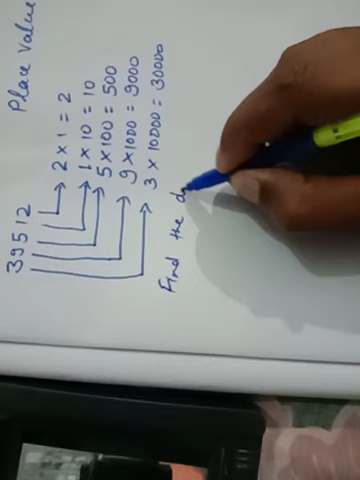 Place Value
39512
2 x 1 = 2
1 x 10 = 10
5 x 100 = 500
9 x 1000 = 9000
3 x 10000 = 30000
Find the